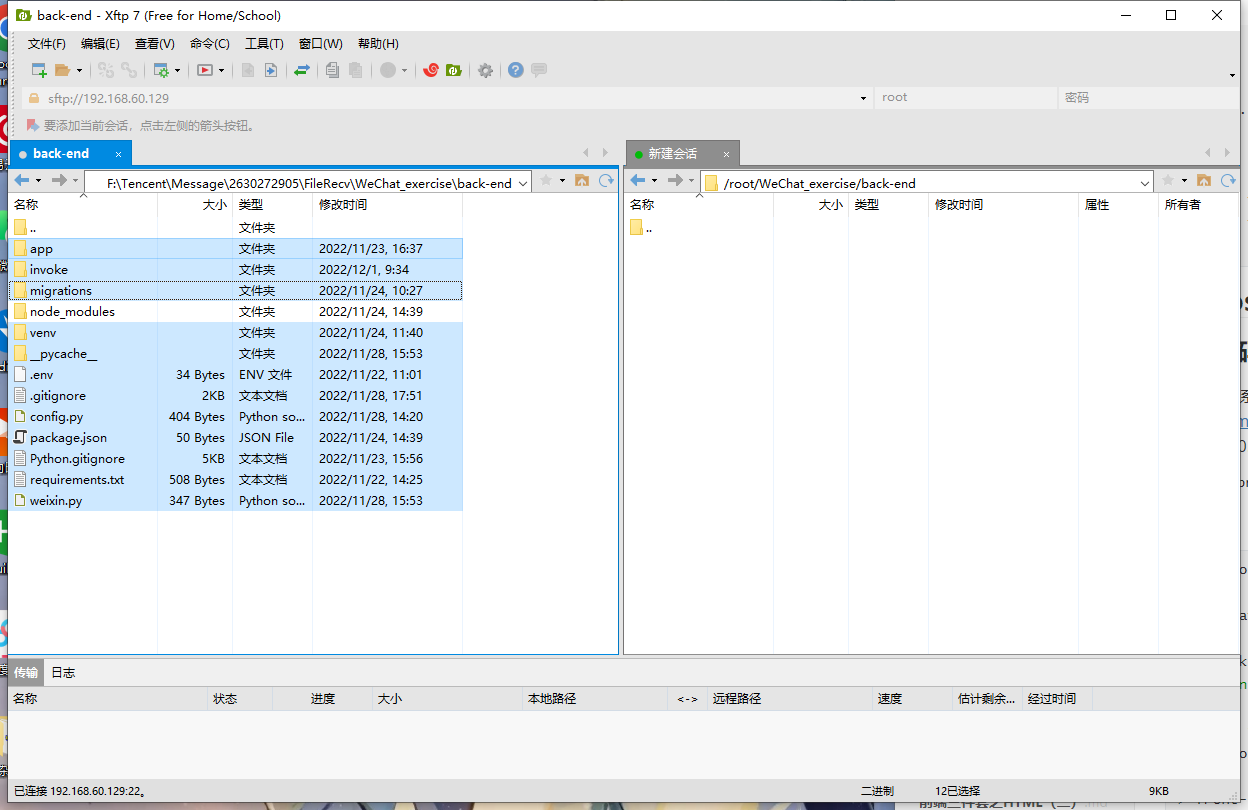 back-end - Xftp 7 (Free for Home/School)
文件(F) 编辑(E) 查看(V) 命令(C) 工具(T) 窗口(W) 帮助(H)
sftp://192.168.60.129 root 密码
要添加当前会话，点击左侧的箭头按钮。
back-end × 新建会话 ×
F:\Tencent\Message\2630272905\FileRecv\WeChat_exercise\back-end /root/WeChat_exercise/back-end
名称 大小 类型 修改时间 名称 大小 类型 修改时间 属性 所有者
.. 文件夹 ..
app 文件夹 2022/11/23, 16:37
invoke 文件夹 2022/12/1, 9:34
migrations 文件夹 2022/11/24, 10:27
node_modules 文件夹 2022/11/24, 14:39
venv 文件夹 2022/11/24, 11:40
__pycache__ 文件夹 2022/11/28, 15:53
.env 34 Bytes ENV 文件 2022/11/22, 11:01
.gitignore 2KB 文本文档 2022/11/28, 17:51
config.py 404 Bytes Python so... 2022/11/28, 14:20
package.json 50 Bytes JSON File 2022/11/24, 14:39
Python.gitignore 5KB 文本文档 2022/11/23, 15:56
requirements.txt 508 Bytes 文本文档 2022/11/22, 14:25
weixin.py 347 Bytes Python so... 2022/11/28, 15:53
传输 日志
名称 状态 进度 大小 本地路径 <-> 远程路径 速度 估计剩余... 经过时间
已连接 192.168.60.129:22。 二进制 12已选择 9KB